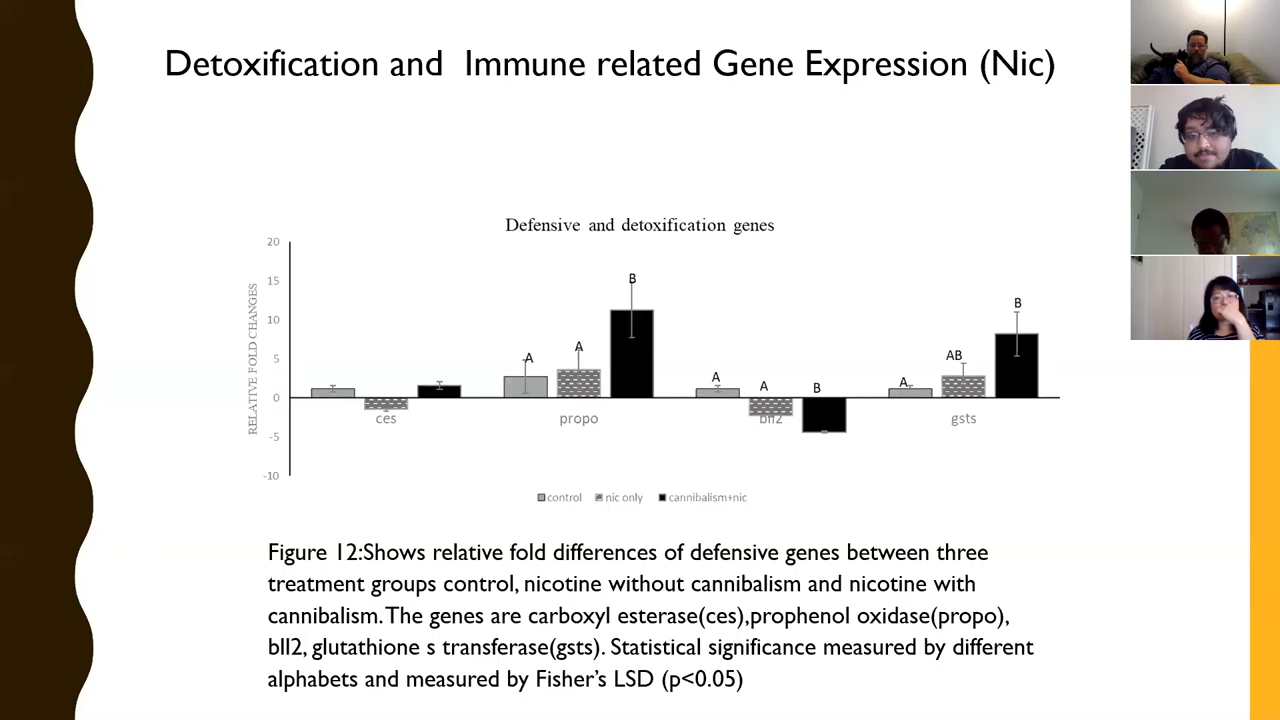 Detoxification and Immune related Gene Expression (Nic)
Defensive and detoxification genes
RELATIVE FOLD CHANGES
20
15
10
5
0
-5
-10
A
A
B
A
A
B
A
AB
B
ces
propo
bll2
gsts
control
nic only
cannibalism+nic
Figure 12:Shows relative fold differences of defensive genes between three
treatment groups control, nicotine without cannibalism and nicotine with
cannibalism. The genes are carboxyl esterase(ces),prophenol oxidase(propo),
bll2, glutathione s transferase(gsts). Statistical significance measured by different
alphabets and measured by Fisher's LSD (p<0.05)